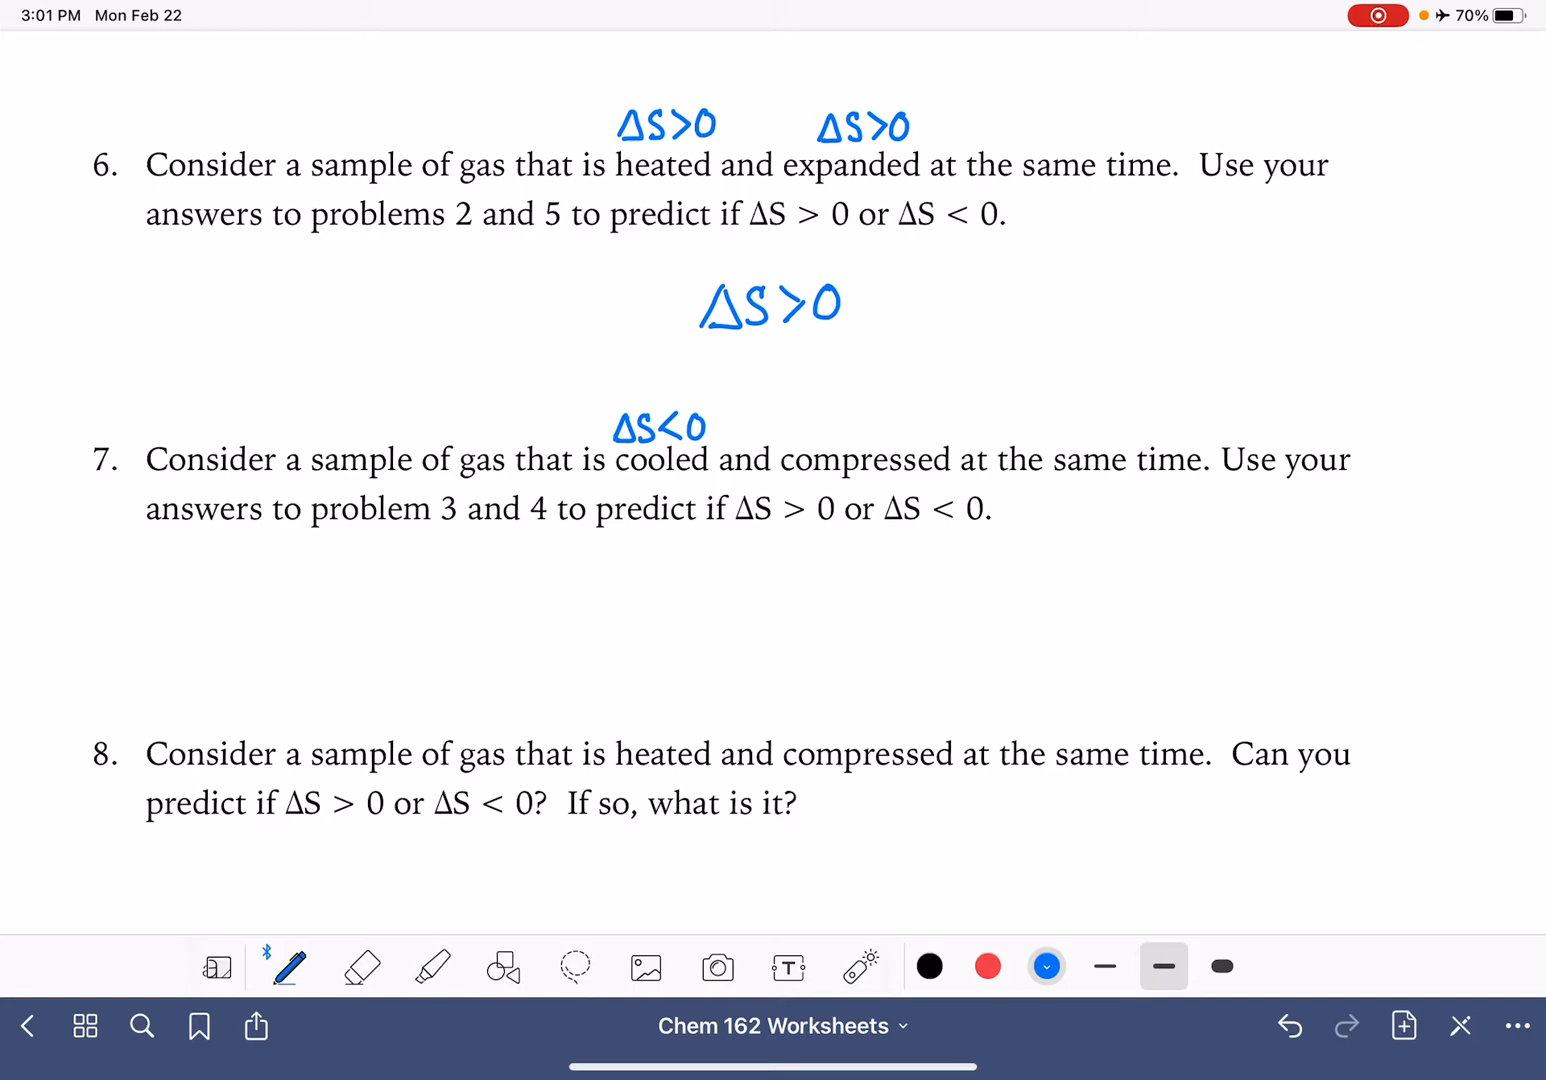 3:01 PM Mon Feb 22
70%
ΔS>0 ΔS>0
6. Consider a sample of gas that is heated and expanded at the same time. Use your
answers to problems 2 and 5 to predict if ΔS > 0 or ΔS < 0.
ΔS>0
ΔS<0
7. Consider a sample of gas that is cooled and compressed at the same time. Use your
answers to problem 3 and 4 to predict if ΔS > 0 or ΔS < 0.
8. Consider a sample of gas that is heated and compressed at the same time. Can you
predict if ΔS > 0 or ΔS < 0? If so, what is it?
Chem 162 Worksheets